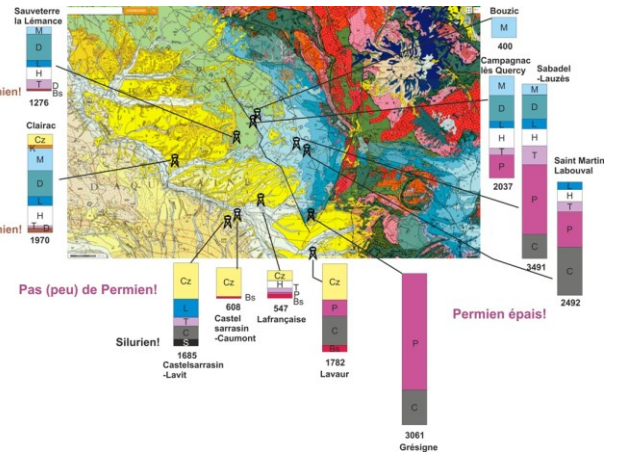 Sauveterre
la Lémance
M
D
L
H
T
D
Bs
mien!
1276
Clairac
Cz
K
M
D
L
H
T
D
mien!
1970
Bouzic
M
400
Campagnac
lès Quercy
M
D
L
H
T
P
2037
Sabadel
-Lauzès
M
D
L
H
T
P
C
3491
Saint Martin
Labouval
L
H
T
P
C
2492
Pas (peu) de Permien!
Permien épais!
Cz
L
T
C
S
Silurien!
1685
Castelsarrasin
-Lavit
Cz
Bs
608
Castel
sarrasin
-Caumont
Cz
H
T
P
Bs
547
Lafrançaise
Cz
P
C
Bs
1782
Lavaur
P
C
3061
Grésigne